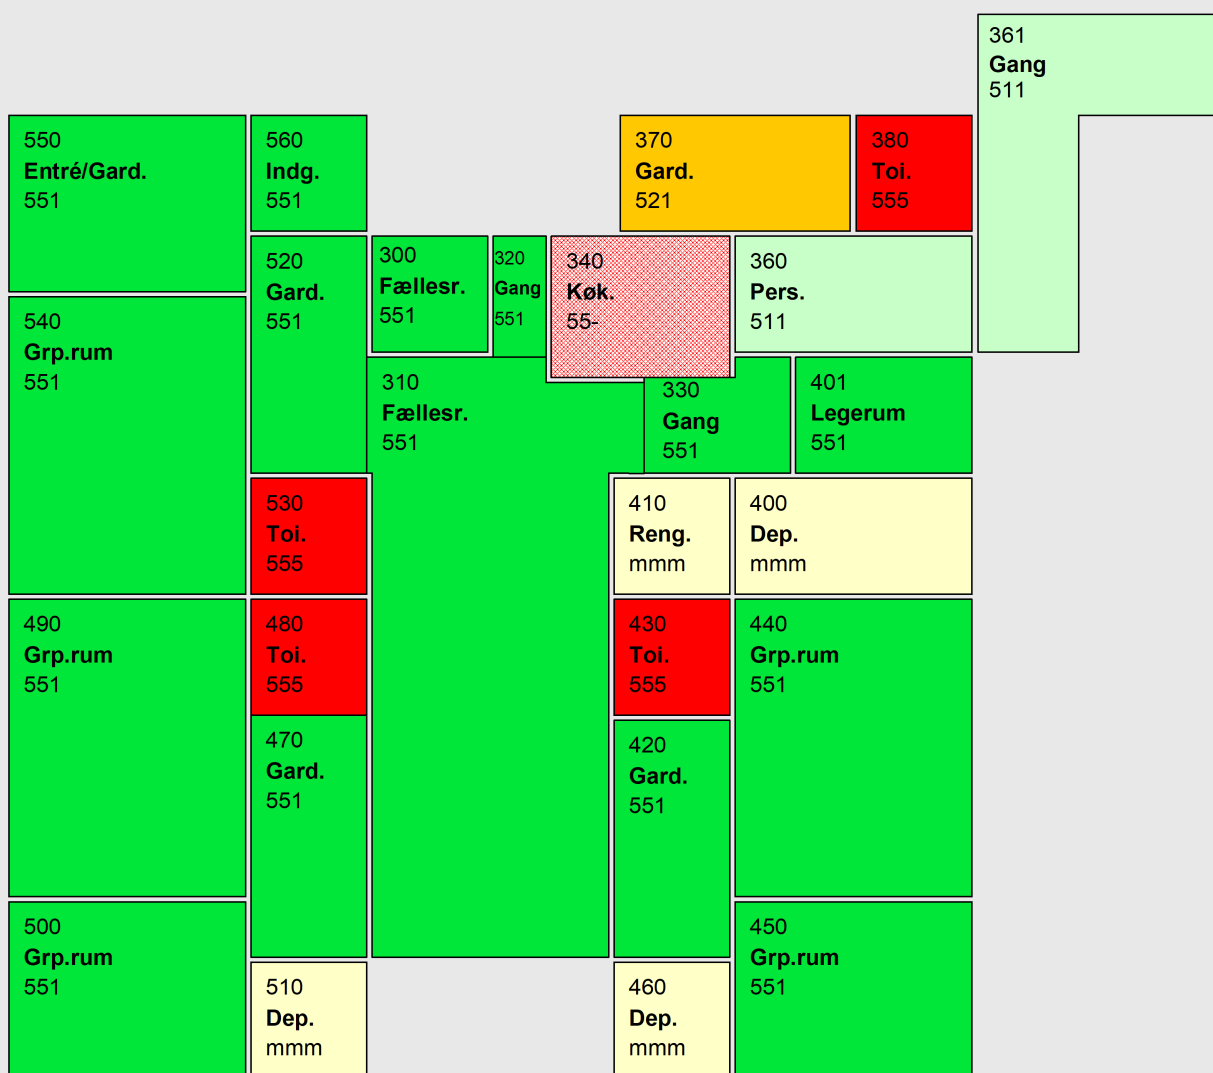 361
Gang
511
550
Entré/Gard.
551
560
Indg.
551
370
Gard.
521
380
Toi.
555
520
Gard.
551
300
Fællesr.
551
320
Gang
551
340
Køk.
55-
360
Pers.
511
540
Grp.rum
551
310
Fællesr.
551
330
Gang
551
401
Legerum
551
530
Toi.
555
410
Reng.
mmm
400
Dep.
mmm
490
Grp.rum
551
480
Toi.
555
430
Toi.
555
440
Grp.rum
551
470
Gard.
551
420
Gard.
551
500
Grp.rum
551
510
Dep.
mmm
460
Dep.
mmm
450
Grp.rum
551